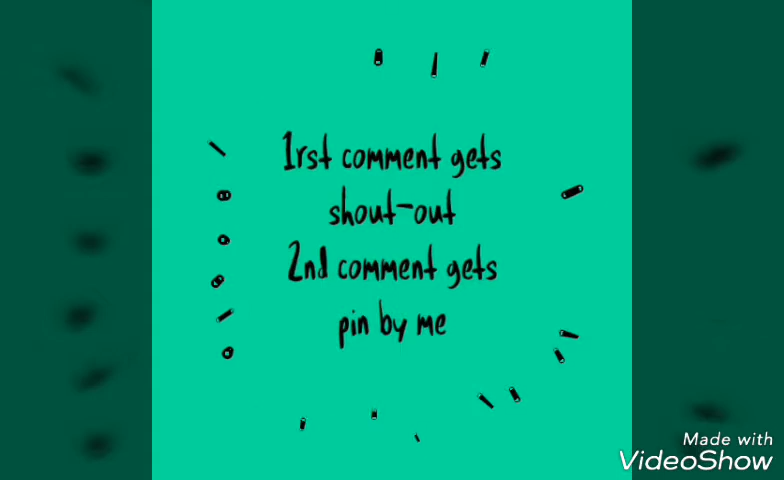 1rst comment gets
shout-out
2nd comment gets
pin by me
Made with
VideoShow